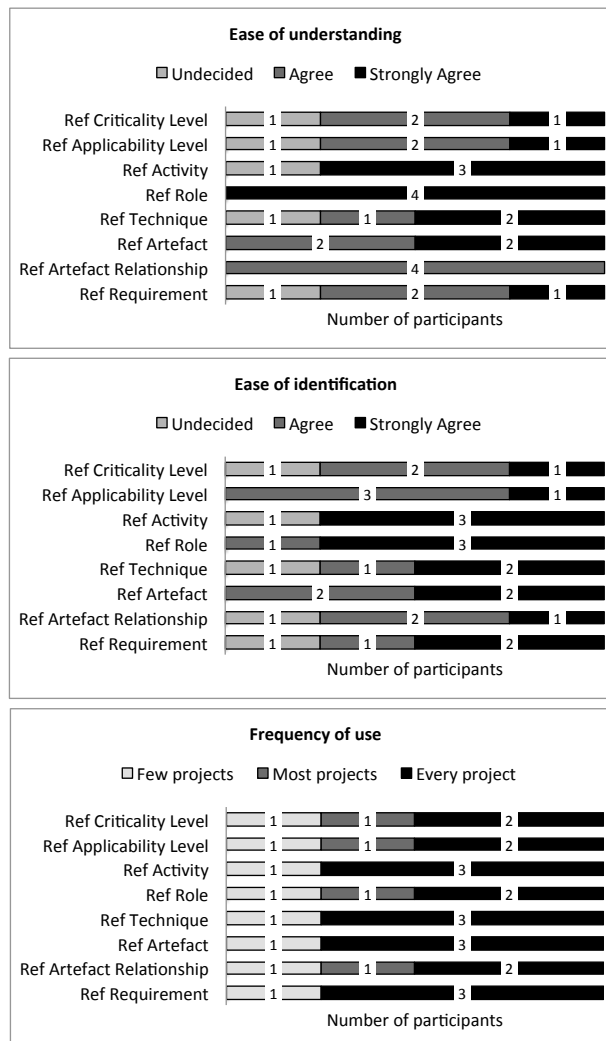 Ease of understanding
Undecided Agree Strongly Agree
Ref Criticality Level 1 2 1
Ref Applicability Level 1 2 1
Ref Activity 1 3
Ref Role 4
Ref Technique 1 1 2
Ref Artefact 2 2
Ref Artefact Relationship 4
Ref Requirement 1 2 1
Number of participants
Ease of identification
Undecided Agree Strongly Agree
Ref Criticality Level 1 2 1
Ref Applicability Level 3 1
Ref Activity 1 3
Ref Role 1 3
Ref Technique 1 1 2
Ref Artefact 2 2
Ref Artefact Relationship 1 2 1
Ref Requirement 1 1 2
Number of participants
Frequency of use
Few projects Most projects Every project
Ref Criticality Level 1 1 2
Ref Applicability Level 1 1 2
Ref Activity 1 3
Ref Role 1 1 2
Ref Technique 1 3
Ref Artefact 1 3
Ref Artefact Relationship 1 1 2
Ref Requirement 1 3
Number of participants